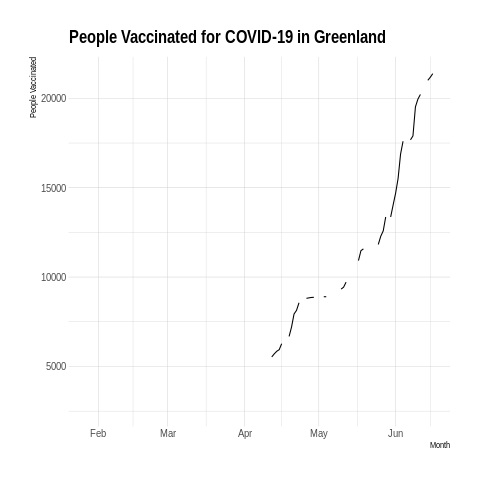 People Vaccinated for COVID-19 in Greenland
People Vaccinated
20000
15000
10000
5000
Feb Mar Apr May Jun
Month